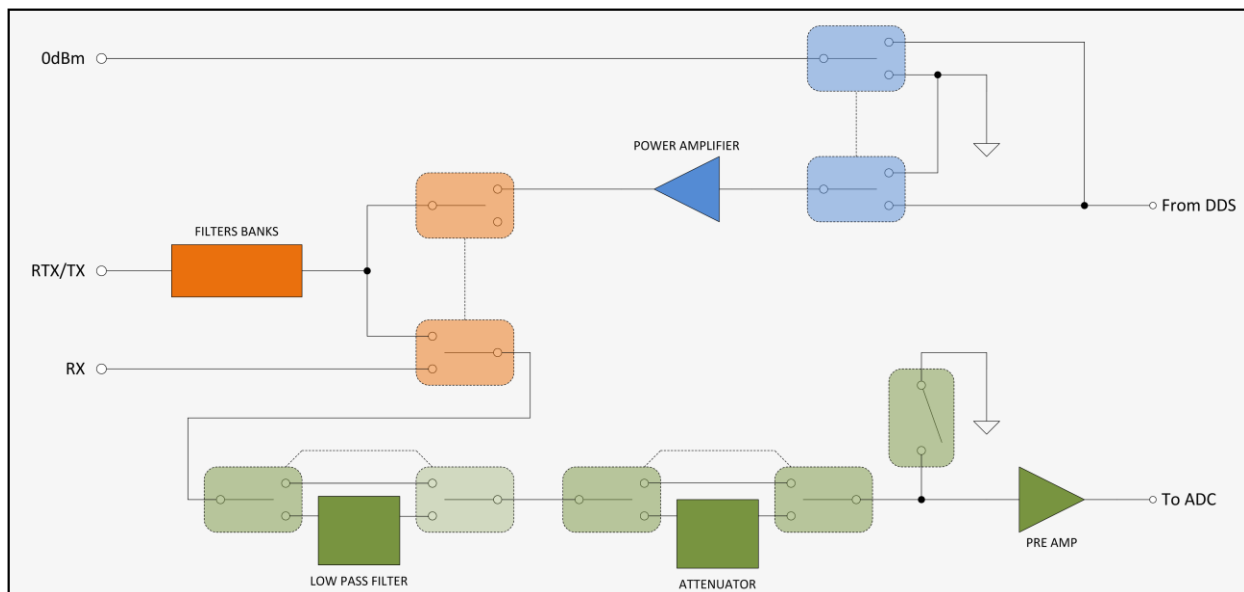 0dBm
POWER AMPLIFIER
From DDS
FILTERS BANKS
RTX/TX
RX
To ADC
PRE AMP
LOW PASS FILTER
ATTENUATOR